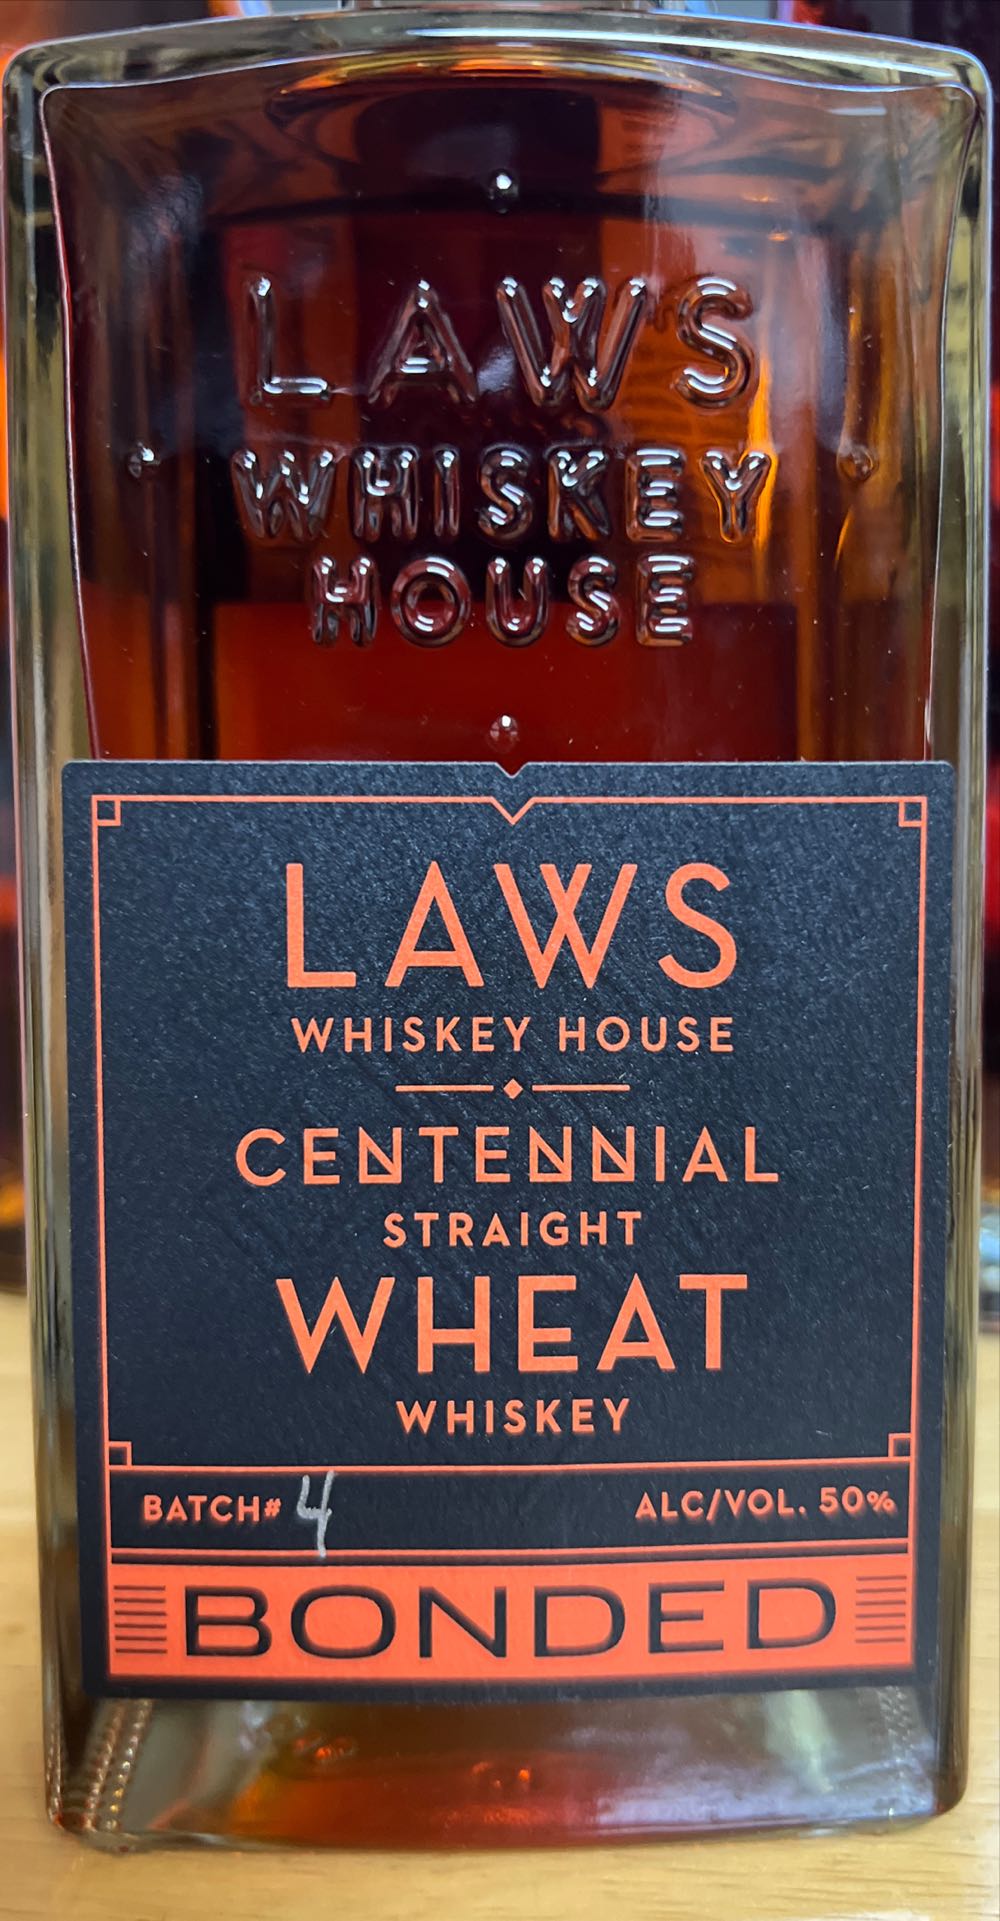 LAWS
WHISKEY
HOUSE
LAWS
WHISKEY HOUSE
CENTENNIAL
STRAIGHT
WHEAT
WHISKEY
BATCH# 4 ALC/VOL. 50%
BONDED